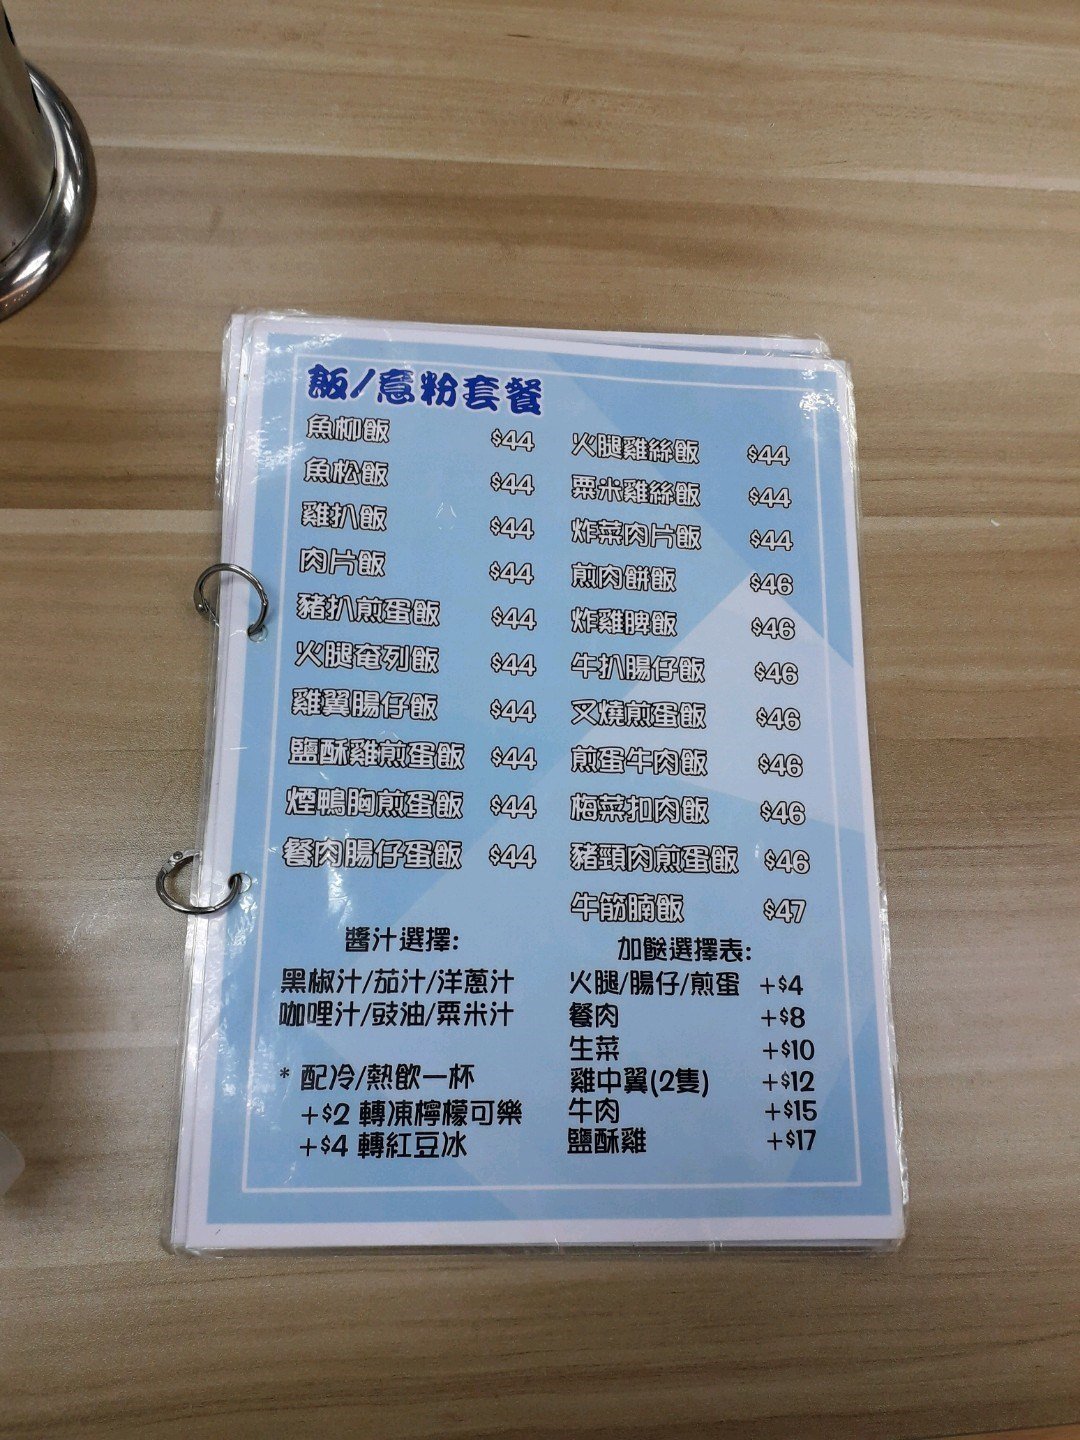 飯/意粉套餐
魚柳飯 $44
魚松飯 $44
雞扒飯 $44
肉片飯 $44
豬扒煎蛋飯 $44
火腿奄列飯 $44
雞翼腸仔飯 $44
鹽酥雞煎蛋飯 $44
煙鴨胸煎蛋飯 $44
餐肉腸仔蛋飯 $44
火腿雞絲飯 $44
粟米雞絲飯 $44
炸菜肉片飯 $44
煎肉餅飯 $46
炸雞脾飯 $46
牛扒腸仔飯 $46
叉燒煎蛋飯 $46
煎蛋牛肉飯 $46
梅菜扣肉飯 $46
豬頸肉煎蛋飯 $46
牛筋腩飯 $47
醬汁選擇:
黑椒汁/茄汁/洋蔥汁
咖哩汁/豉油/粟米汁
* 配冷/熱飲一杯
+$2 轉凍檸檬可樂
+$4 轉紅豆冰
加餸選擇表:
火腿/腸仔/煎蛋 +$4
餐肉 +$8
生菜 +$10
雞中翼(2隻) +$12
牛肉 +$15
鹽酥雞 +$17